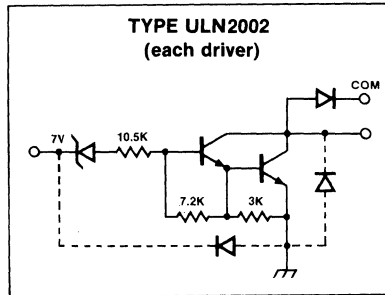 TYPE ULN2002
(each driver)
COM
7V
10.5K
7.2K
3K